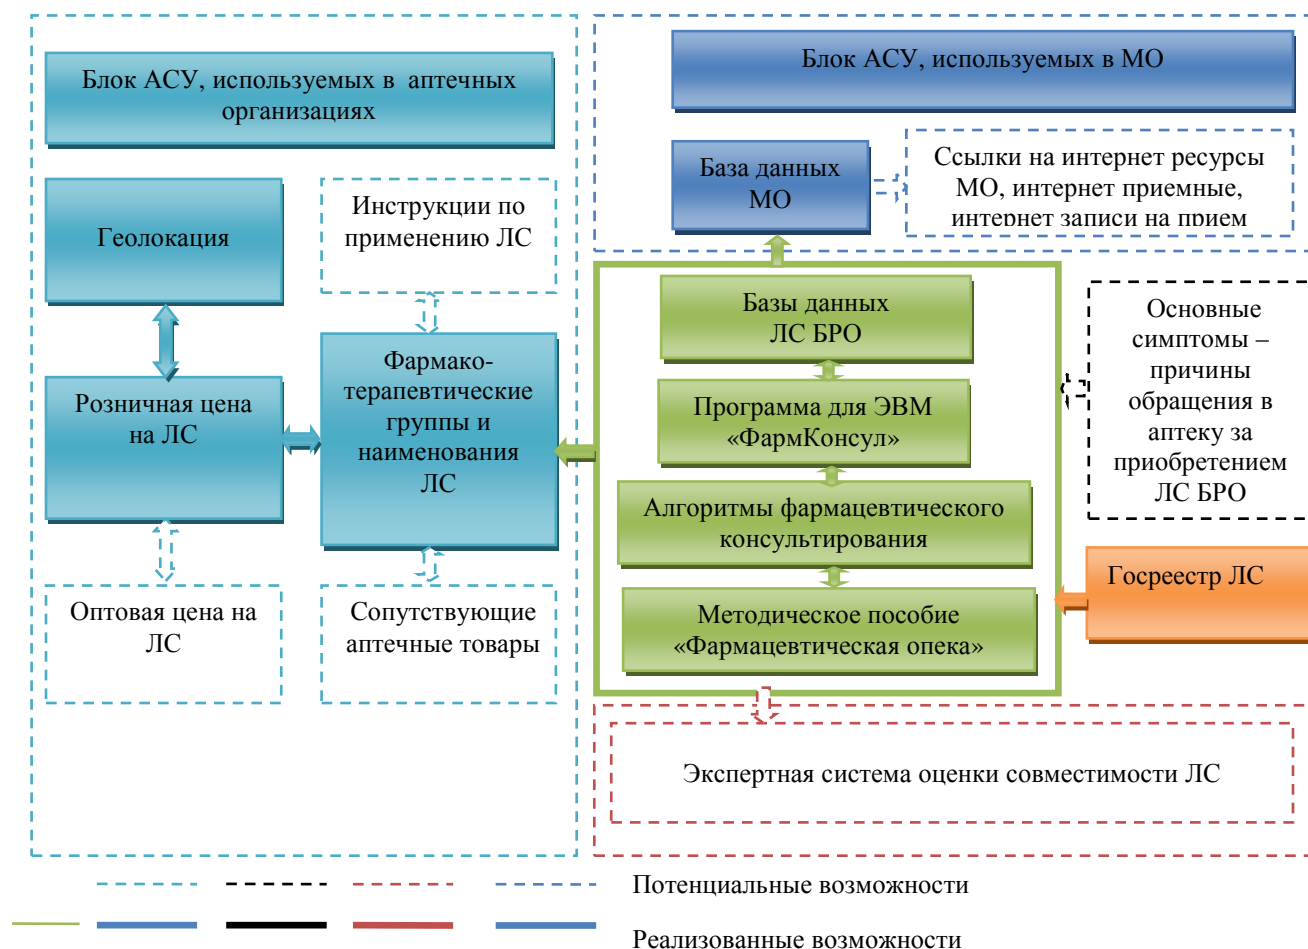 Блок АСУ, используемых в аптечных
организациях
Геолокация
Инструкции по
применению ЛС
Розничная цена
на ЛС
Фармако-
терапевтические
группы и
наименования
ЛС
Оптовая цена на
ЛС
Сопутствующие
аптечные товары
Блок АСУ, используемых в МО
База данных
МО
Ссылки на интернет ресурсы
МО, интернет приемные,
интернет записи на прием
Базы данных
ЛС БРО
Программа для ЭВМ
«ФармКонсул»
Алгоритмы фармацевтического
консультирования
Методическое пособие
«Фармацевтическая опека»
Основные
симптомы –
причины
обращения в
аптеку за
приобретением
ЛС БРО
Госреестр ЛС
Экспертная система оценки совместимости ЛС
Потенциальные возможности
Реализованные возможности